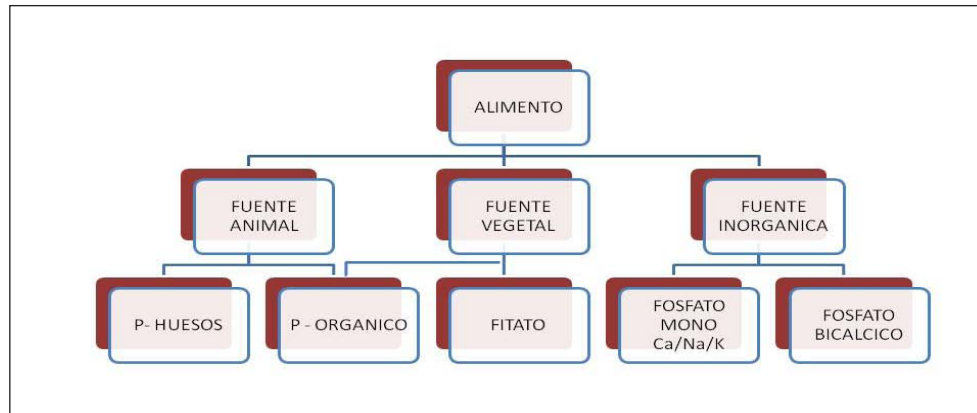 ALIMENTO
FUENTE
ANIMAL
FUENTE
VEGETAL
FUENTE
INORGANICA
P- HUESOS
P - ORGANICO
FITATO
FOSFATO
MONO
Ca/Na/K
FOSFATO
BICALCICO